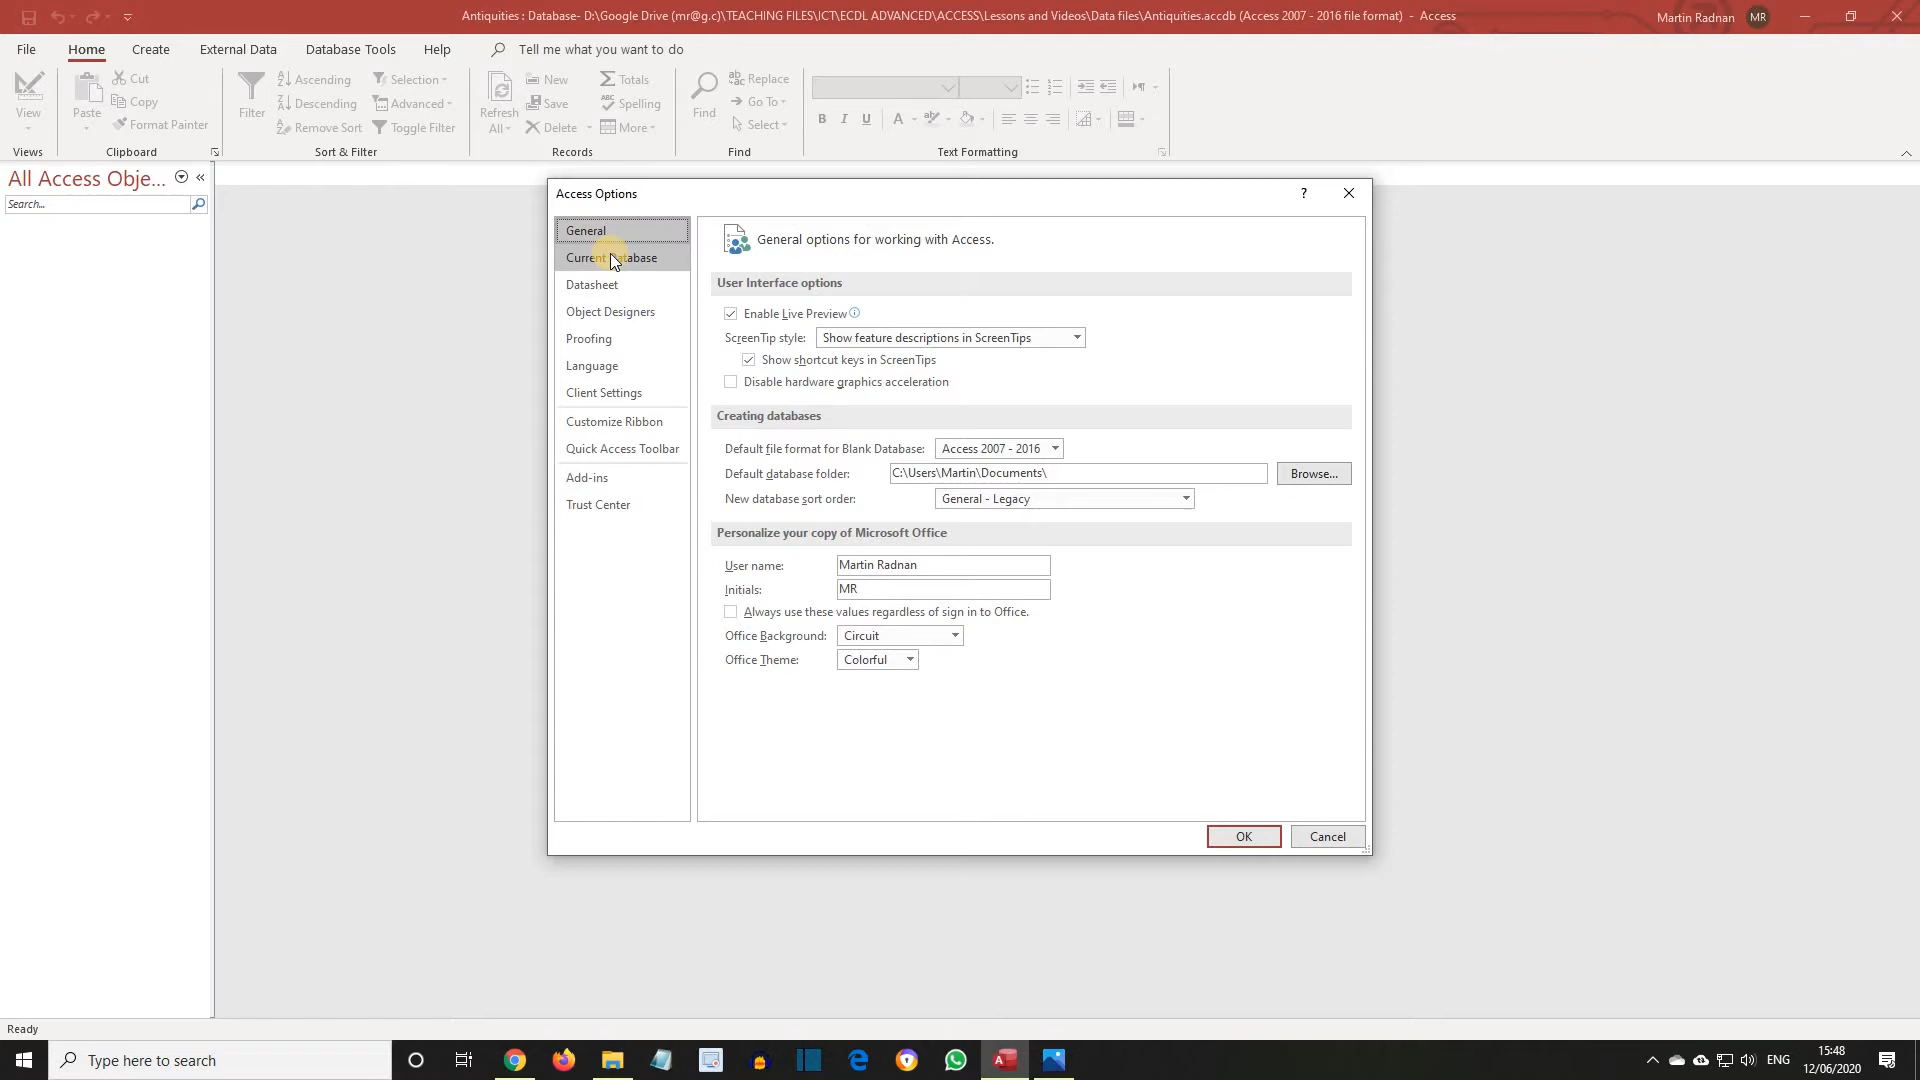 Antiquities : Database- D:\Google Drive (mr@g.c)\TEACHING FILES\ICT\ECDL ADVANCED\ACCESS\Lessons and Videos\Data files\Antiquities.accdb (Access 2007 - 2016 file format) - Access
Martin Radnan MR
File Home Create External Data Database Tools Help Tell me what you want to do
View
Views
Paste
Cut
Copy
Format Painter
Clipboard
Filter
Ascending
Descending
Remove Sort
Selection
Advanced
Toggle Filter
Sort & Filter
Refresh
All
New
Save
Delete
Totals
Spelling
More
Records
Find
Replace
Go To
Select
Find
B I U A
Text Formatting
All Access Obje...
Search...
Access Options
General
Current Database
Datasheet
Object Designers
Proofing
Language
Client Settings
Customize Ribbon
Quick Access Toolbar
Add-ins
Trust Center
General options for working with Access.
User Interface options
Enable Live Preview
ScreenTip style: Show feature descriptions in ScreenTips
Show shortcut keys in ScreenTips
Disable hardware graphics acceleration
Creating databases
Default file format for Blank Database: Access 2007 - 2016
Default database folder: C:\Users\Martin\Documents\ Browse...
New database sort order: General - Legacy
Personalize your copy of Microsoft Office
User name: Martin Radnan
Initials: MR
Always use these values regardless of sign in to Office.
Office Background: Circuit
Office Theme: Colorful
OK Cancel
Ready
Type here to search
ENG
15:48
12/06/2020